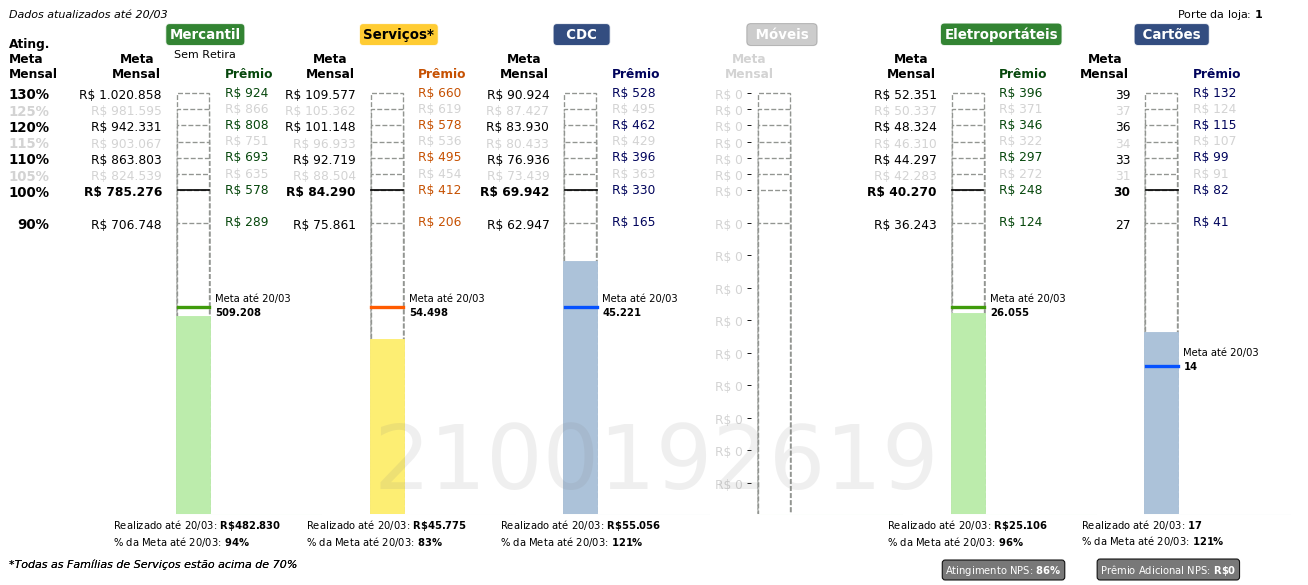 Dados atualizados até 20/03
Porte da loja: 1
Mercantil Serviços* CDC Móveis Eletroportáteis Cartões
Sem Retira
Ating. Meta Mensal
Meta Mensal Prêmio Meta Mensal Prêmio Meta Mensal Prêmio Meta Mensal Meta Mensal Prêmio Meta Mensal Prêmio
130% R$ 1.020.858 R$ 924 R$ 109.577 R$ 660 R$ 90.924 R$ 528 R$ 0 R$ 52.351 R$ 396 39 R$ 132
125% R$ 981.595 R$ 866 R$ 105.362 R$ 619 R$ 87.427 R$ 495 R$ 0 R$ 50.337 R$ 371 37 R$ 124
120% R$ 942.331 R$ 808 R$ 101.148 R$ 578 R$ 83.930 R$ 462 R$ 0 R$ 48.324 R$ 346 36 R$ 115
115% R$ 903.067 R$ 751 R$ 96.933 R$ 536 R$ 80.433 R$ 429 R$ 0 R$ 46.310 R$ 322 34 R$ 107
110% R$ 863.803 R$ 693 R$ 92.719 R$ 495 R$ 76.936 R$ 396 R$ 0 R$ 44.297 R$ 297 33 R$ 99
105% R$ 824.539 R$ 635 R$ 88.504 R$ 454 R$ 73.439 R$ 363 R$ 0 R$ 42.283 R$ 272 31 R$ 91
100% R$ 785.276 R$ 578 R$ 84.290 R$ 412 R$ 69.942 R$ 330 R$ 0 R$ 40.270 R$ 248 30 R$ 82
90% R$ 706.748 R$ 289 R$ 75.861 R$ 206 R$ 62.947 R$ 165 R$ 0 R$ 36.243 R$ 124 27 R$ 41
R$ 0
R$ 0
Meta até 20/03 Meta até 20/03 Meta até 20/03 Meta até 20/03
509.208 54.498 45.221 26.055
R$ 0
R$ 0
Meta até 20/03
14
R$ 0
R$ 0
R$ 0
R$ 0
2100192619
Realizado até 20/03: R$482.830 Realizado até 20/03: R$45.775 Realizado até 20/03: R$55.056 Realizado até 20/03: R$25.106 Realizado até 20/03: 17
% da Meta até 20/03: 94% % da Meta até 20/03: 83% % da Meta até 20/03: 121% % da Meta até 20/03: 96% % da Meta até 20/03: 121%
*Todas as Famílias de Serviços estão acima de 70%
Atingimento NPS: 86% Prêmio Adicional NPS: R$0